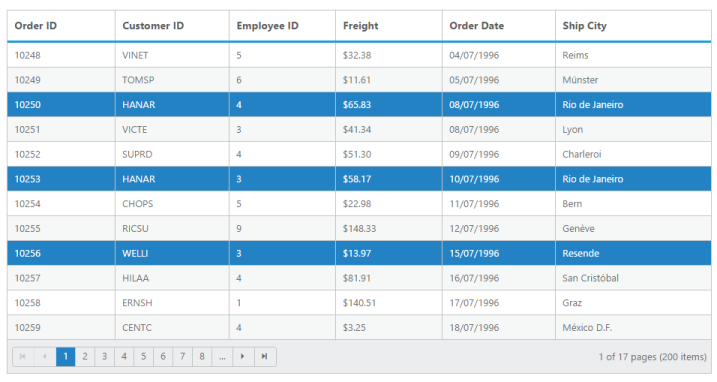 Order ID Customer ID Employee ID Freight Order Date Ship City
10248 VINET 5 $32.38 04/07/1996 Reims
10249 TOMSP 6 $11.61 05/07/1996 Münster
10250 HANAR 4 $65.83 08/07/1996 Rio de Janeiro
10251 VICTE 3 $41.34 08/07/1996 Lyon
10252 SUPRD 4 $51.30 09/07/1996 Charleroi
10253 HANAR 3 $58.17 10/07/1996 Rio de Janeiro
10254 CHOPS 5 $22.98 11/07/1996 Bern
10255 RICSU 9 $148.33 12/07/1996 Genève
10256 WELLI 3 $13.97 15/07/1996 Resende
10257 HILAA 4 $81.91 16/07/1996 San Cristóbal
10258 ERNSH 1 $140.51 17/07/1996 Graz
10259 CENTC 4 $3.25 18/07/1996 México D.F.
1 2 3 4 5 6 7 8 ... 1 of 17 pages (200 items)